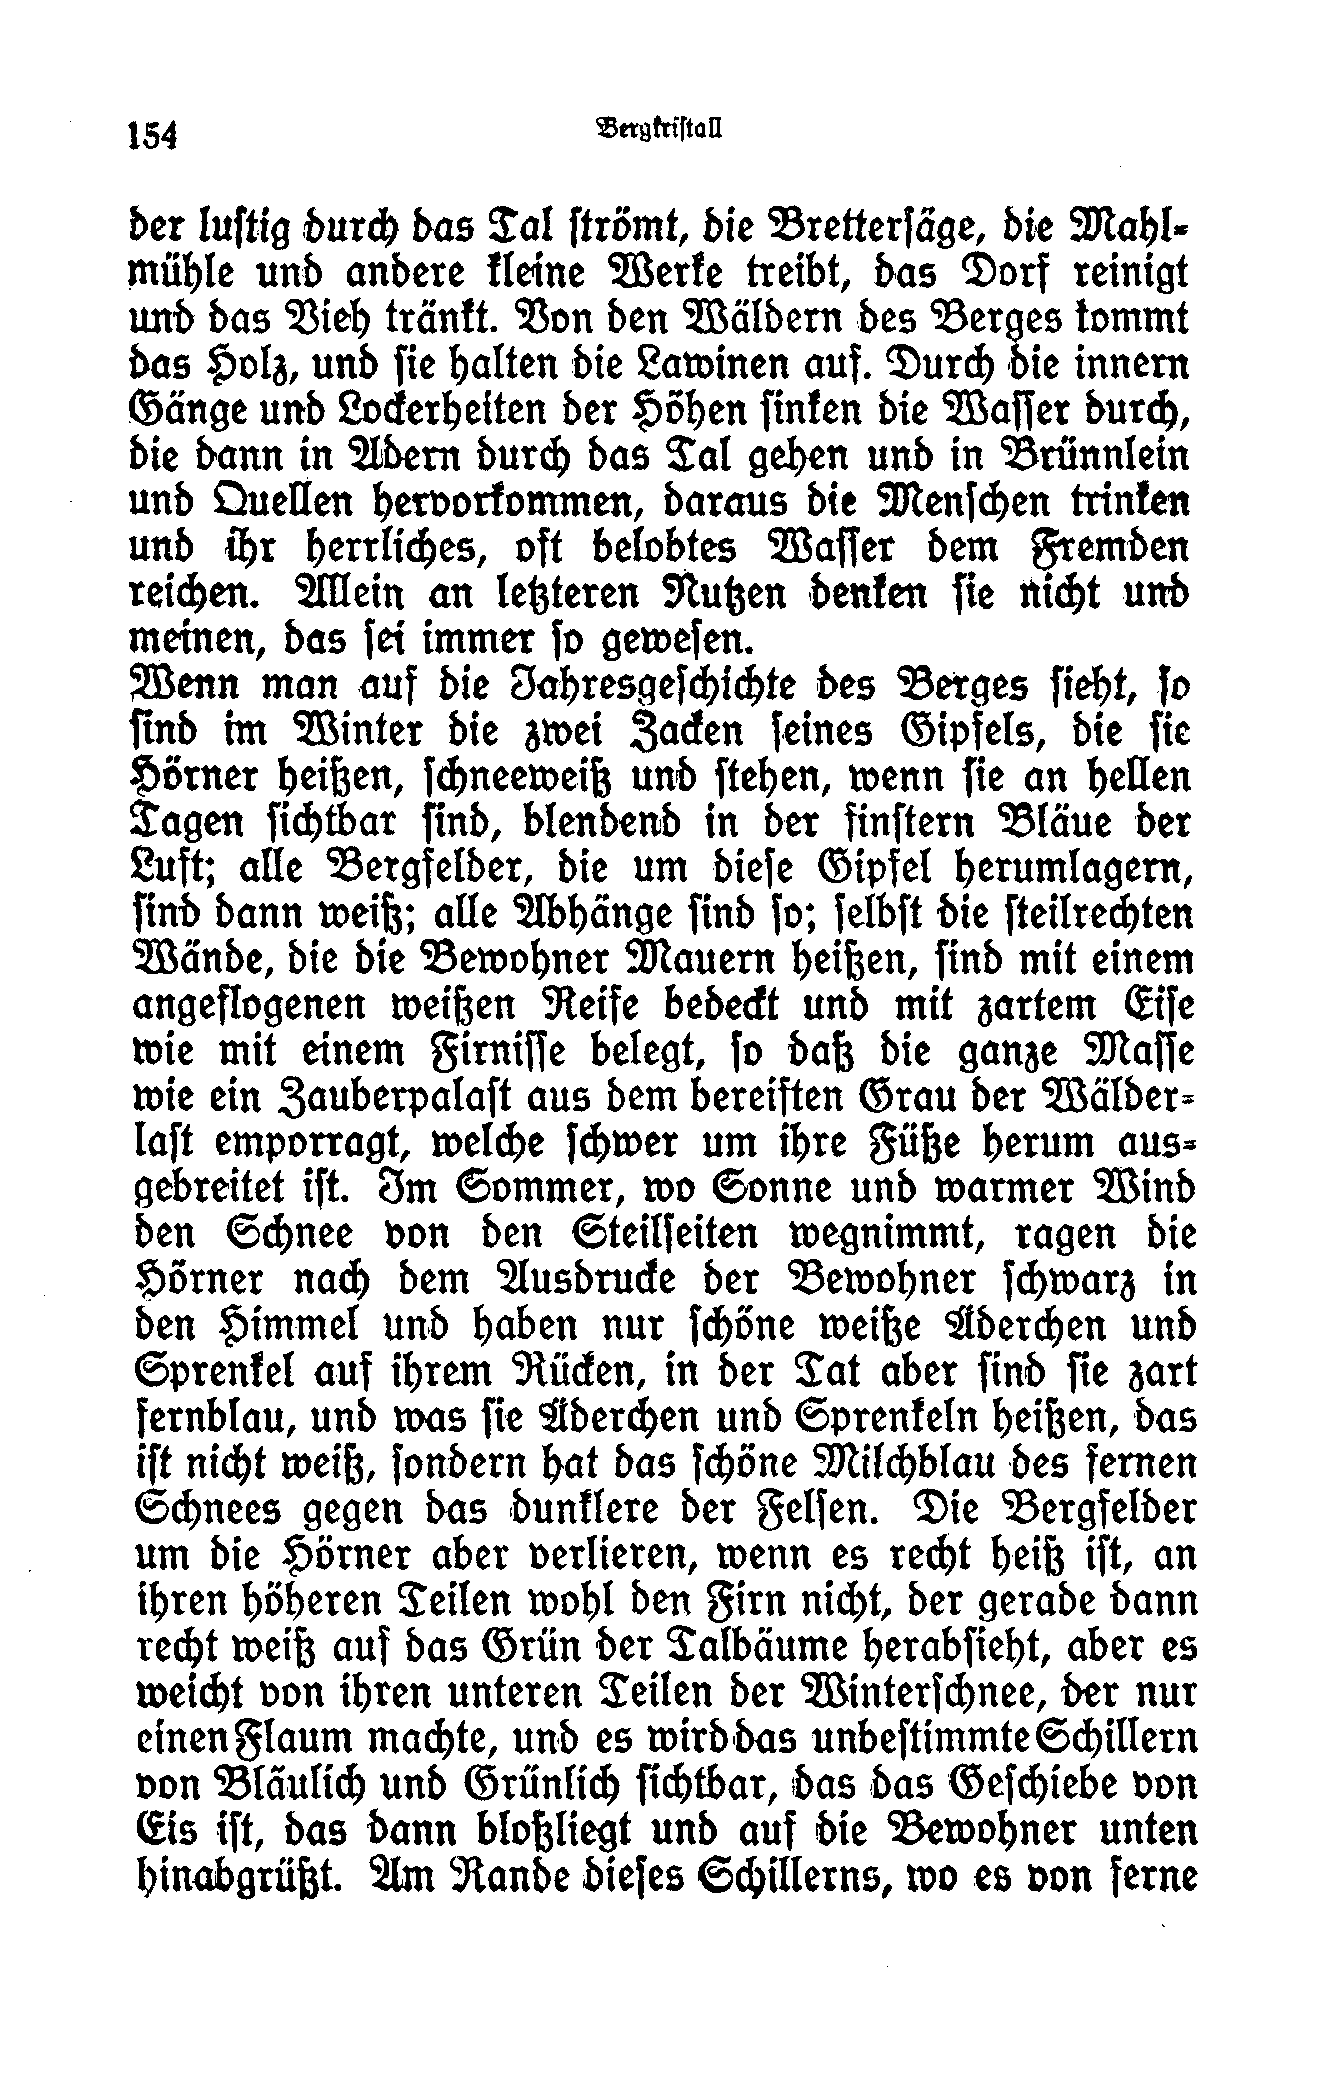 154
Bergkristall
der lustig durch das Tal strömt, die Brettersäge, die Mahl-
mühle und andere kleine Werke treibt, das Dorf reinigt
und das Vieh tränkt. Von den Wäldern des Berges kommt
das Holz, und sie halten die Lawinen auf. Durch die innern
Gänge und Lockerheiten der Höhen sinken die Wasser durch,
die dann in Adern durch das Tal gehen und in Brünnlein
und Quellen hervorkommen, daraus die Menschen trinken
und ihr herrliches, oft belobtes Wasser dem Fremden
reichen. Allein an letzteren Nutzen denken sie nicht und
meinen, das sei immer so gewesen.
Wenn man auf die Jahresgeschichte des Berges sieht, so
sind im Winter die zwei Zacken seines Gipfels, die sie
Hörner heißen, schneeweiß und stehen, wenn sie an hellen
Tagen sichtbar sind, blendend in der finstern Bläue der
Luft; alle Bergfelder, die um diese Gipfel herumlagern,
sind dann weiß; alle Abhänge sind so; selbst die steilrechten
Wände, die die Bewohner Mauern heißen, sind mit einem
angeflogenen weißen Reife bedeckt und mit zartem Eise
wie mit einem Firnisse belegt, so daß die ganze Masse
wie ein Zauberpalast aus dem bereiften Grau der Wälder-
last emporragt, welche schwer um ihre Füße herum aus-
gebreitet ist. Im Sommer, wo Sonne und warmer Wind
den Schnee von den Steilseiten wegnimmt, ragen die
Hörner nach dem Ausdrucke der Bewohner schwarz in
den Himmel und haben nur schöne weiße Äderchen und
Sprenkel auf ihrem Rücken, in der Tat aber sind sie zart
fernblau, und was sie Äderchen und Sprenkeln heißen, das
ist nicht weiß, sondern hat das schöne Milchblau des fernen
Schnees gegen das dunklere der Felsen. Die Bergfelder
um die Hörner aber verlieren, wenn es recht heiß ist, an
ihren höheren Teilen wohl den Firn nicht, der gerade dann
recht weiß auf das Grün der Talbäume herabsieht, aber es
weicht von ihren unteren Teilen der Winterschnee, der nur
einen Flaum machte, und es wird das unbestimmte Schillern
von Bläulich und Grünlich sichtbar, das das Geschiebe von
Eis ist, das dann bloßliegt und auf die Bewohner unten
hinabgrüßt. Am Rande dieses Schillerns, wo es von ferne